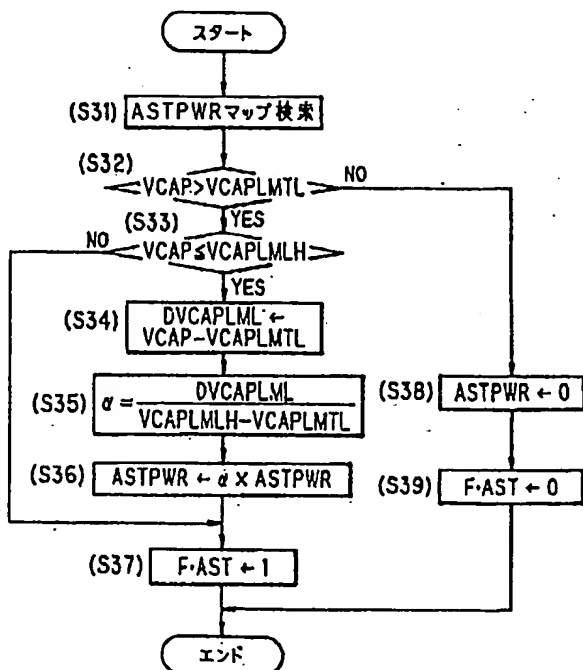 スタート
(S31) ASTPWRマップ検索
(S32)
VCAP>VCAPLMTL
NO
YES
(S33)
NO
VCAP≦VCAPLMLH
YES
(S34)
DVCAPLML ←
VCAP-VCAPLMTL
(S35)
α = DVCAPLML
VCAPLMLH-VCAPLMTL
(S36) ASTPWR ← α × ASTPWR
(S38) ASTPWR ← 0
(S39) F·AST ← 0
(S37) F·AST ← 1
エンド